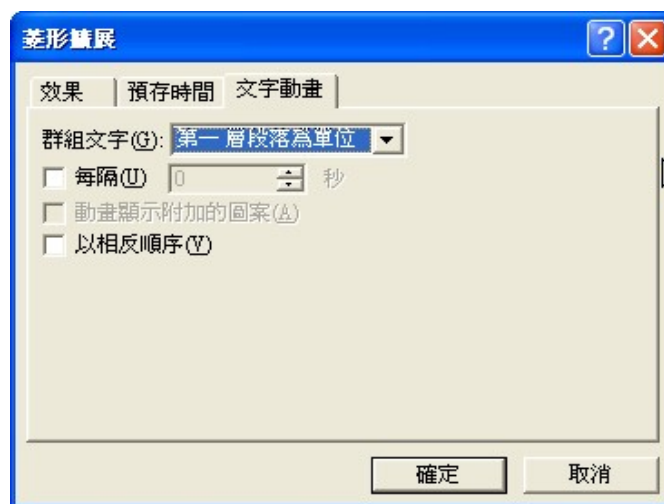 菱形擴展
效果 預存時間 文字動畫
群組文字(G): 第一層段落為單位
每隔(U) 0 秒
動畫顯示附加的圖案(A)
以相反順序(V)
確定 取消